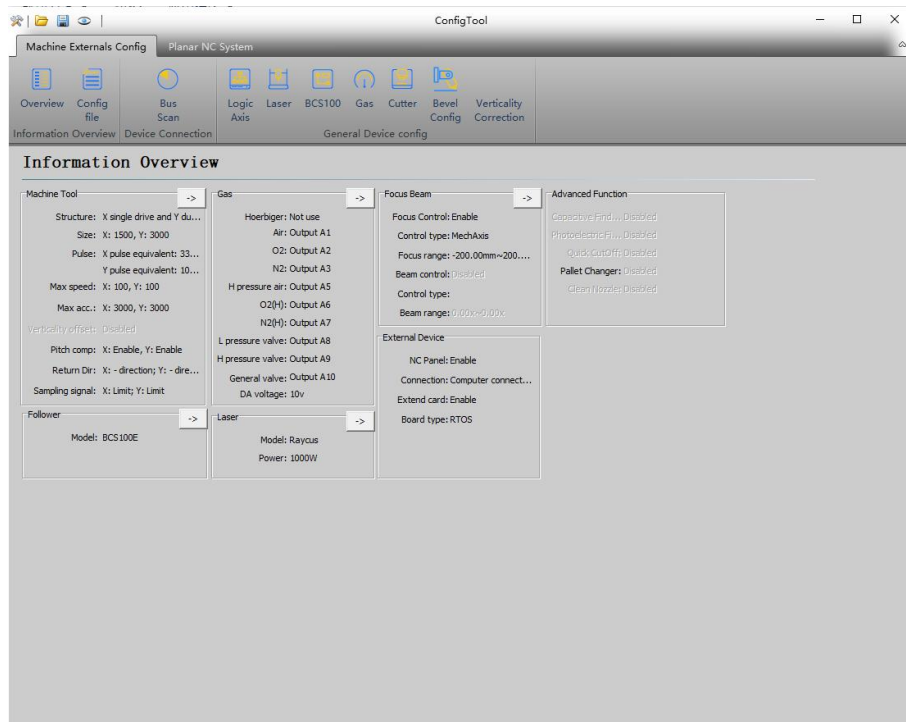 ConfigTool
Machine Externals Config
Planar NC System
Overview
Config file
Bus Scan
Logic Axis
Laser
BCS100
Gas
Cutter
Bevel Config
Verticality Correction
Information Overview
Device Connection
General Device config
Information Overview
Machine Tool
->
Structure: X single drive and Y du...
Size: X: 1500, Y: 3000
Pulse: X pulse equivalent: 33...
Y pulse equivalent: 10...
Max speed: X: 100, Y: 100
Max acc.: X: 3000, Y: 3000
Verticality offset: Disabled
Pitch comp: X: Enable, Y: Enable
Return Dir: X: - direction; Y: - dire...
Sampling signal: X: Limit; Y: Limit
Follower
->
Model: BCS100E
Gas
->
Hoerbiger: Not use
Air: Output A1
O2: Output A2
N2: Output A3
H pressure air: Output A5
O2(H): Output A6
N2(H): Output A7
L pressure valve: Output A8
H pressure valve: Output A9
General valve: Output A10
DA voltage: 10v
Laser
->
Model: Raycus
Power: 1000W
Focus Beam
->
Focus Control: Enable
Control type: MechAxis
Focus range: -200.00mm~200....
Beam control: Disabled
Control type:
Beam range: 0.00x~0.00x
External Device
NC Panel: Enable
Connection: Computer connect...
Extend card: Enable
Board type: RTOS
Advanced Function
Capacitive Find... Disabled
Photoelectric Fi... Disabled
Quick CutOff: Disabled
Pallet Changer: Disabled
Clean Nozzle: Disabled